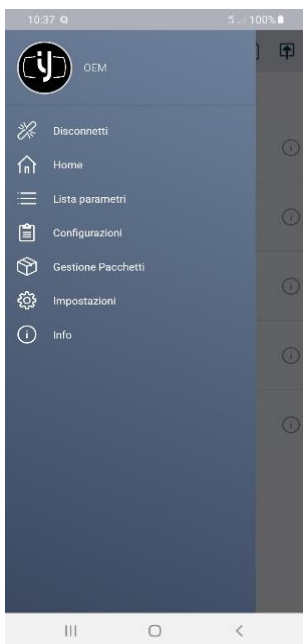 10:37
100%
OEM
Disconnetti
Home
Lista parametri
Configurazioni
Gestione Pacchetti
Impostazioni
Info